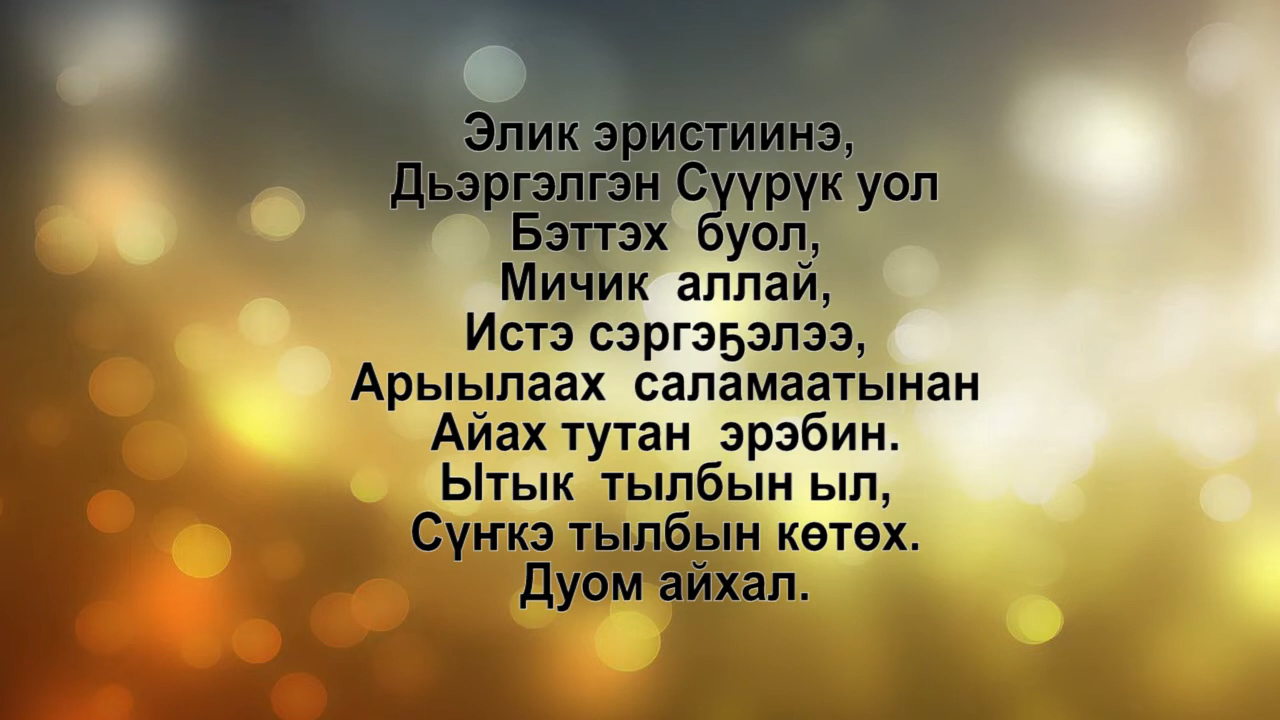 Элик эристиинэ,
Дьэргэлгэн Сүүрүк уол
Бэттэх буол,
Мичик аллай,
Истэ сэргэҕэлээ,
Арыылаах саламаатынан
Айах тутан эрэбин.
Ытык тылбын ыл,
Сүҥкэ тылбын көтөх.
Дуом айхал.